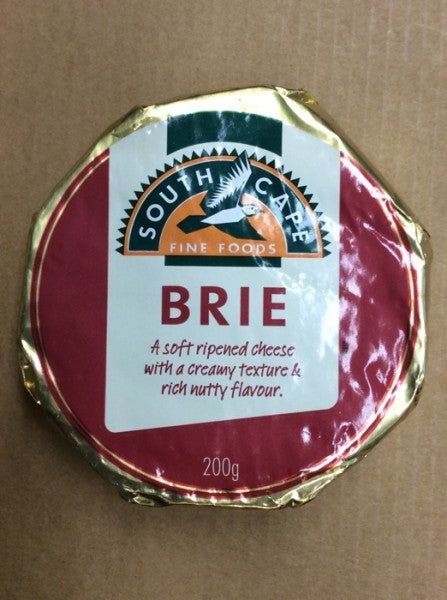 SOUTH CAPE
FINE FOODS
BRIE
A soft ripened cheese
with a creamy texture &
rich nutty flavour.
200g